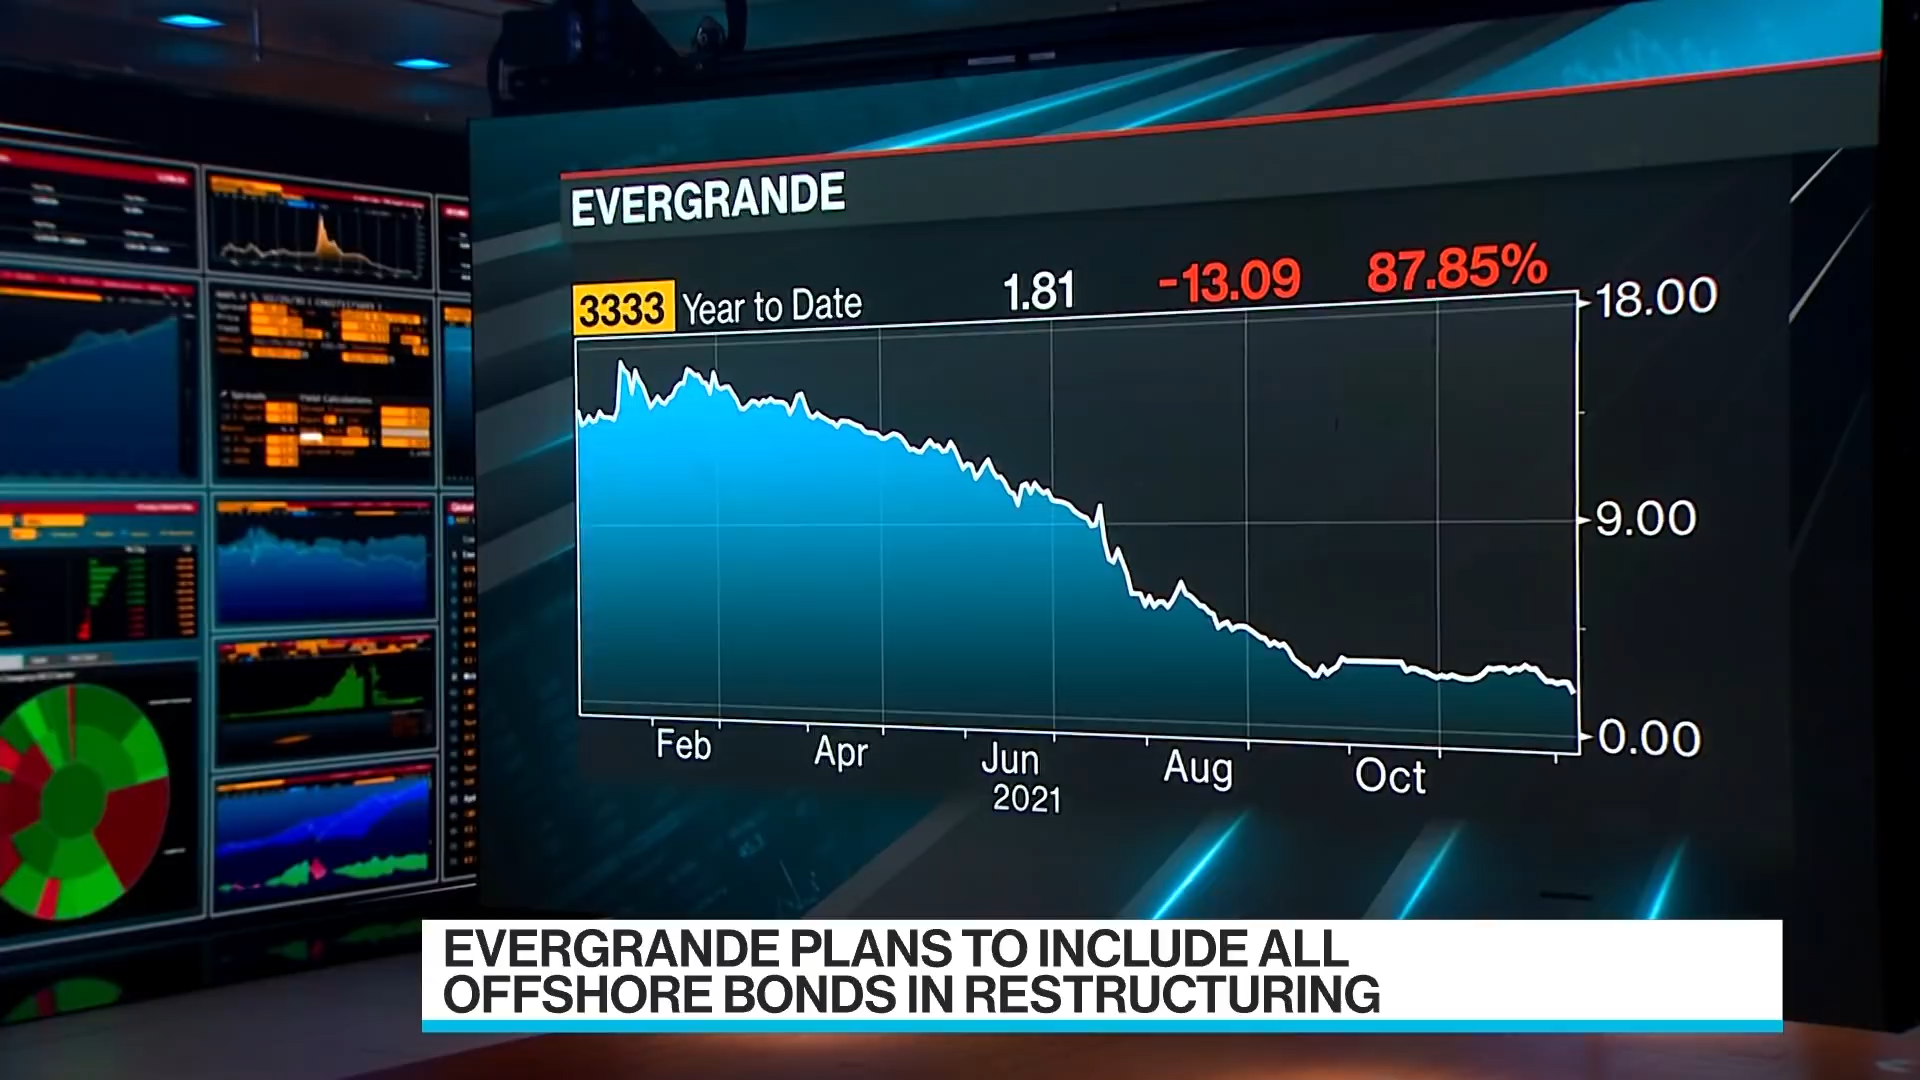 EVERGRANDE
3333 Year to Date 1.81 -13.09 87.85%
18.00
9.00
0.00
Feb Apr Jun Aug Oct
2021
EVERGRANDE PLANS TO INCLUDE ALL
OFFSHORE BONDS IN RESTRUCTURING